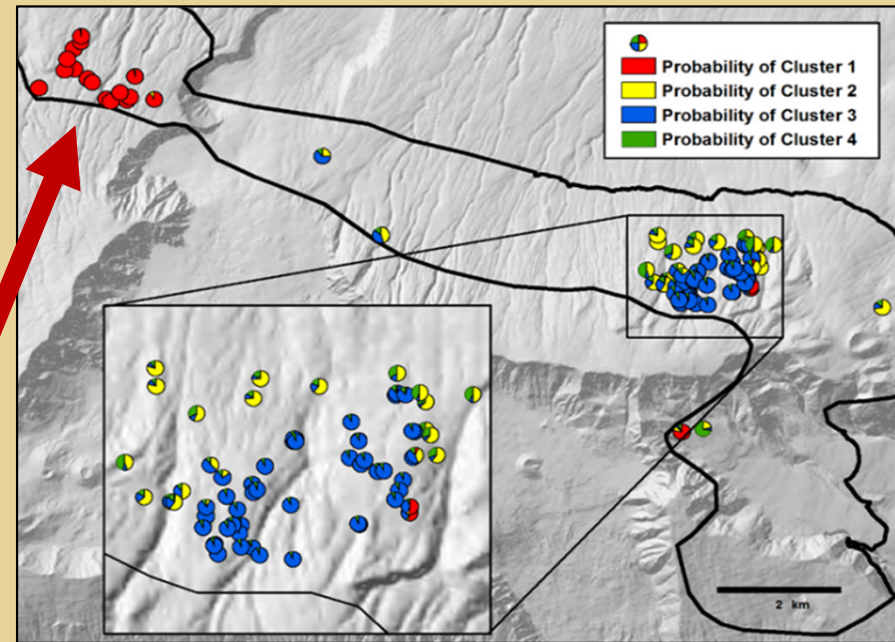 Probability of Cluster 1
Probability of Cluster 2
Probability of Cluster 3
Probability of Cluster 4
2 km